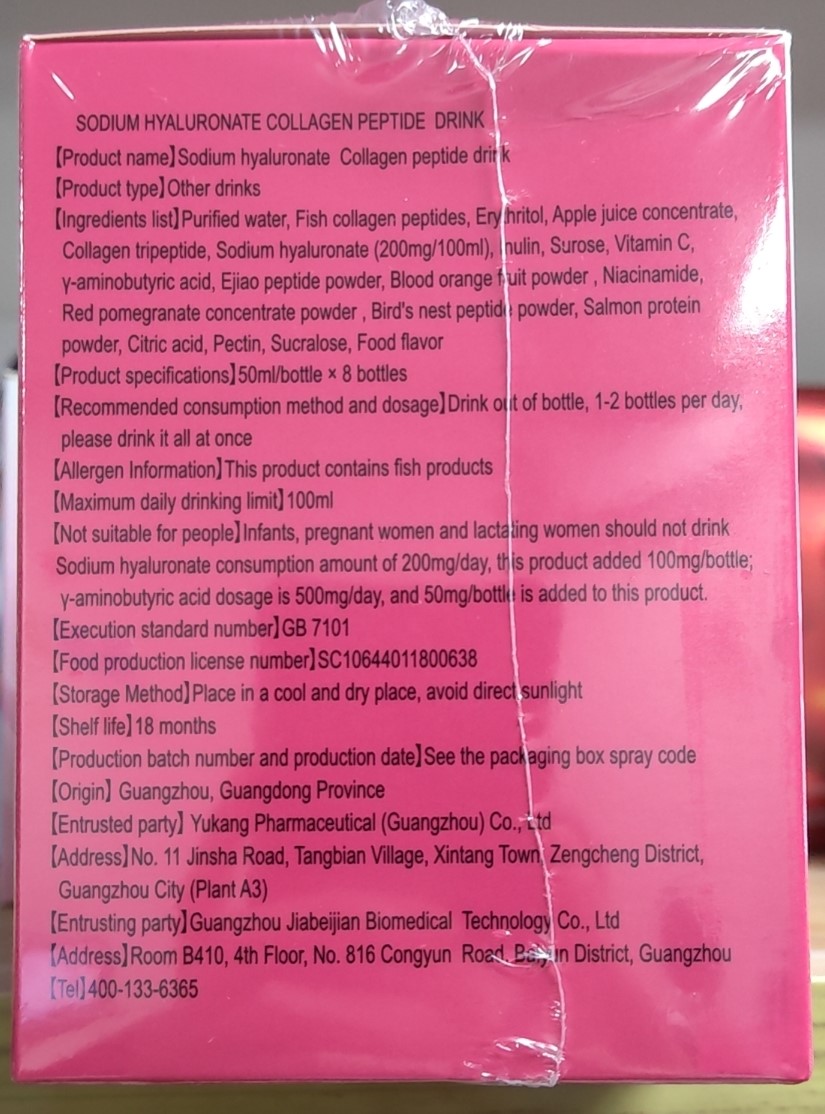 SODIUM HYALURONATE COLLAGEN PEPTIDE DRINK
【Product name】Sodium hyaluronate Collagen peptide drink
【Product type】Other drinks
【Ingredients list】Purified water, Fish collagen peptides, Erythritol, Apple juice concentrate,
Collagen tripeptide, Sodium hyaluronate (200mg/100ml), Inulin, Surose, Vitamin C,
γ-aminobutyric acid, Ejiao peptide powder, Blood orange fruit powder , Niacinamide,
Red pomegranate concentrate powder , Bird's nest peptide powder, Salmon protein
powder, Citric acid, Pectin, Sucralose, Food flavor
【Product specifications】50ml/bottle × 8 bottles
【Recommended consumption method and dosage】Drink out of bottle, 1-2 bottles per day,
please drink it all at once
【Allergen Information】This product contains fish products
【Maximum daily drinking limit】100ml
【Not suitable for people】Infants, pregnant women and lactating women should not drink
Sodium hyaluronate consumption amount of 200mg/day, this product added 100mg/bottle;
γ-aminobutyric acid dosage is 500mg/day, and 50mg/bottle is added to this product.
【Execution standard number】GB 7101
【Food production license number】SC10644011800638
【Storage Method】Place in a cool and dry place, avoid direct sunlight
【Shelf life】18 months
【Production batch number and production date】See the packaging box spray code
【Origin】 Guangzhou, Guangdong Province
【Entrusted party】 Yukang Pharmaceutical (Guangzhou) Co., Ltd
【Address】No. 11 Jinsha Road, Tangbian Village, Xintang Town, Zengcheng District,
Guangzhou City (Plant A3)
【Entrusting party】Guangzhou Jiabeijian Biomedical Technology Co., Ltd
【Address】Room B410, 4th Floor, No. 816 Congyun Road, Baiyun District, Guangzhou
【Tel】400-133-6365